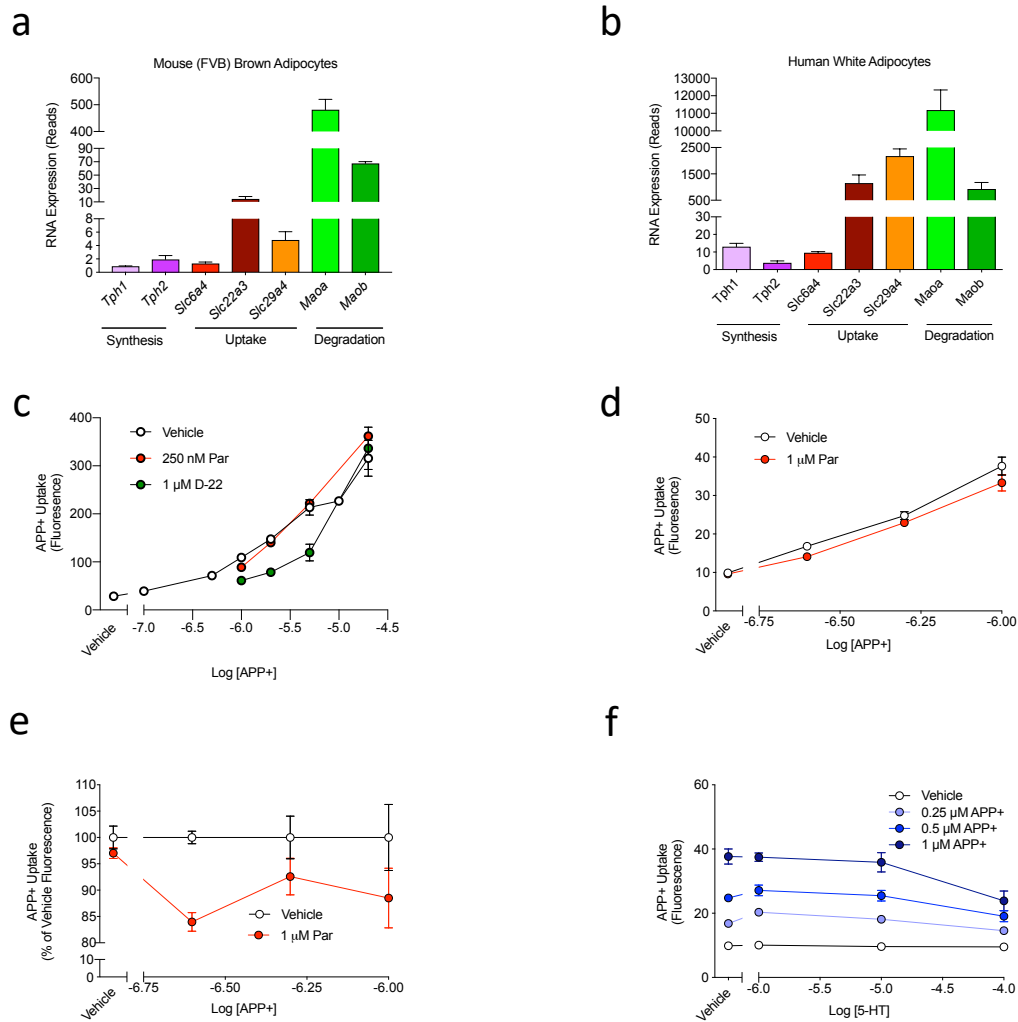 a
Mouse (FVB) Brown Adipocytes
RNA Expression (Reads)
600
500
400
90
70
50
30
10
8
6
4
2
0
Tph1
Tph2
Slc6a4
Slc22a3
Slc29a4
Maoa
Maob
Synthesis
Uptake
Degradation
b
Human White Adipocytes
RNA Expression (Reads)
13000
12000
11000
10000
2500
1500
500
30
20
10
0
Tph1
Tph2
Slc6a4
Slc22a3
Slc29a4
Maoa
Maob
Synthesis
Uptake
Degradation
c
APP+ Uptake
(Fluorescence)
400
300
200
100
0
Vehicle
250 nM Par
1 µM D-22
Vehicle
-7.0
-6.5
-6.0
-5.5
-5.0
-4.5
Log [APP+]
d
APP+ Uptake
(Fluoresence)
50
40
30
20
10
0
Vehicle
1 µM Par
Vehicle
-6.75
-6.50
-6.25
-6.00
Log [APP+]
e
APP+ Uptake
(% of Vehicle Fluorescence)
110
105
100
95
90
85
80
10
0
Vehicle
1 µM Par
Vehicle
-6.75
-6.50
-6.25
-6.00
Log [APP+]
f
APP+ Uptake
(Fluorescence)
60
40
20
0
Vehicle
0.25 µM APP+
0.5 µM APP+
1 µM APP+
Vehicle
-6.0
-5.5
-5.0
-4.5
-4.0
Log [5-HT]